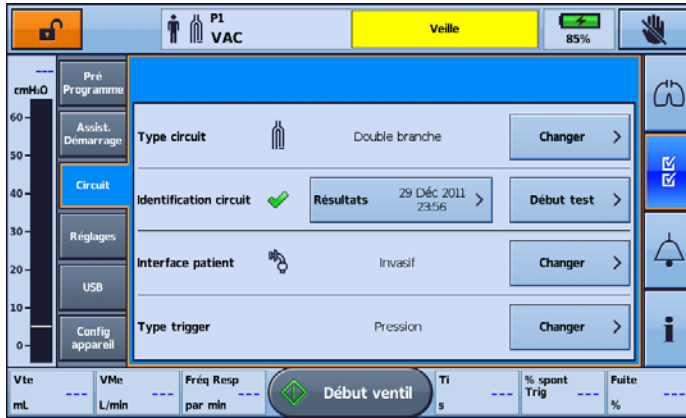 P1
VAC
Veille
85%
---
cmH₂O
60
50
40
30
20
10
0
Pré
Programme
Assist.
Démarrage
Circuit
Réglages
USB
Config
appareil
Type circuit Double branche Changer >
Identification circuit Résultats 29 Déc 2011
23:56 > Début test >
Interface patient Invasif Changer >
Type trigger Pression Changer >
i
Vte --- mL
VMe --- L/min
Fréq Resp --- par min
Début ventil
Ti --- s
% spont
Trig ---
Fuite --- %